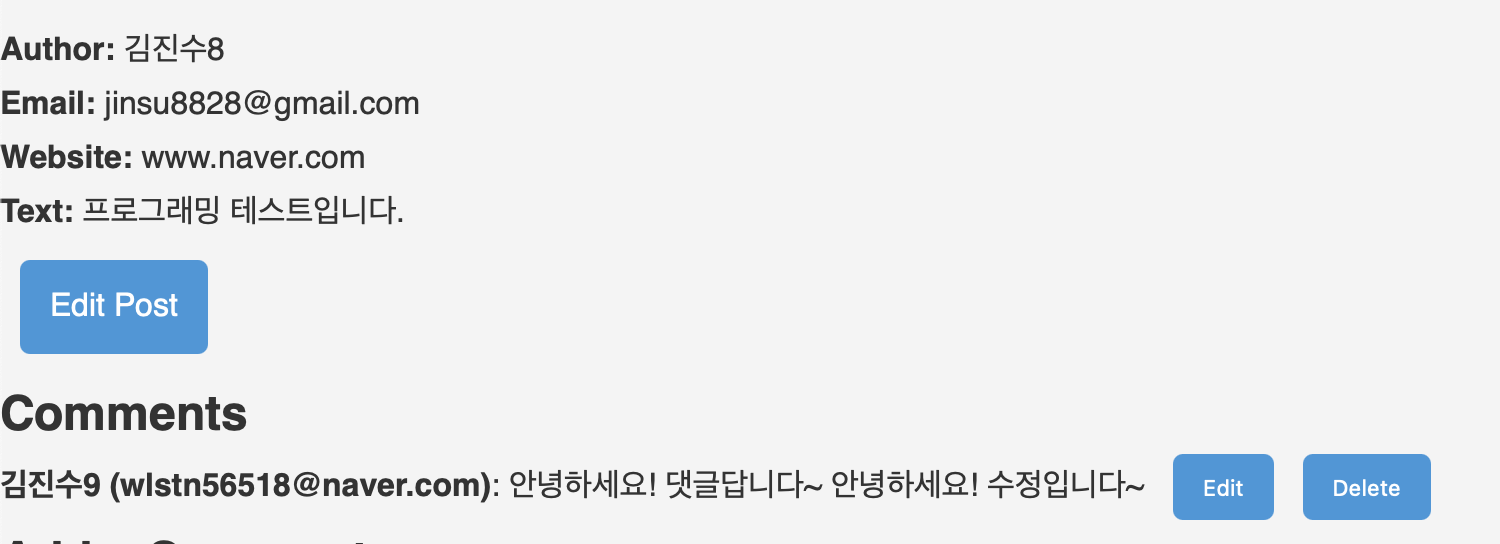 Author: 김진수8
Email: jinsu8828@gmail.com
Website: www.naver.com
Text: 프로그래밍 테스트입니다.
Edit Post
Comments
김진수9 (wlstn56518@naver.com): 안녕하세요! 댓글답니다~ 안녕하세요! 수정입니다~ Edit Delete